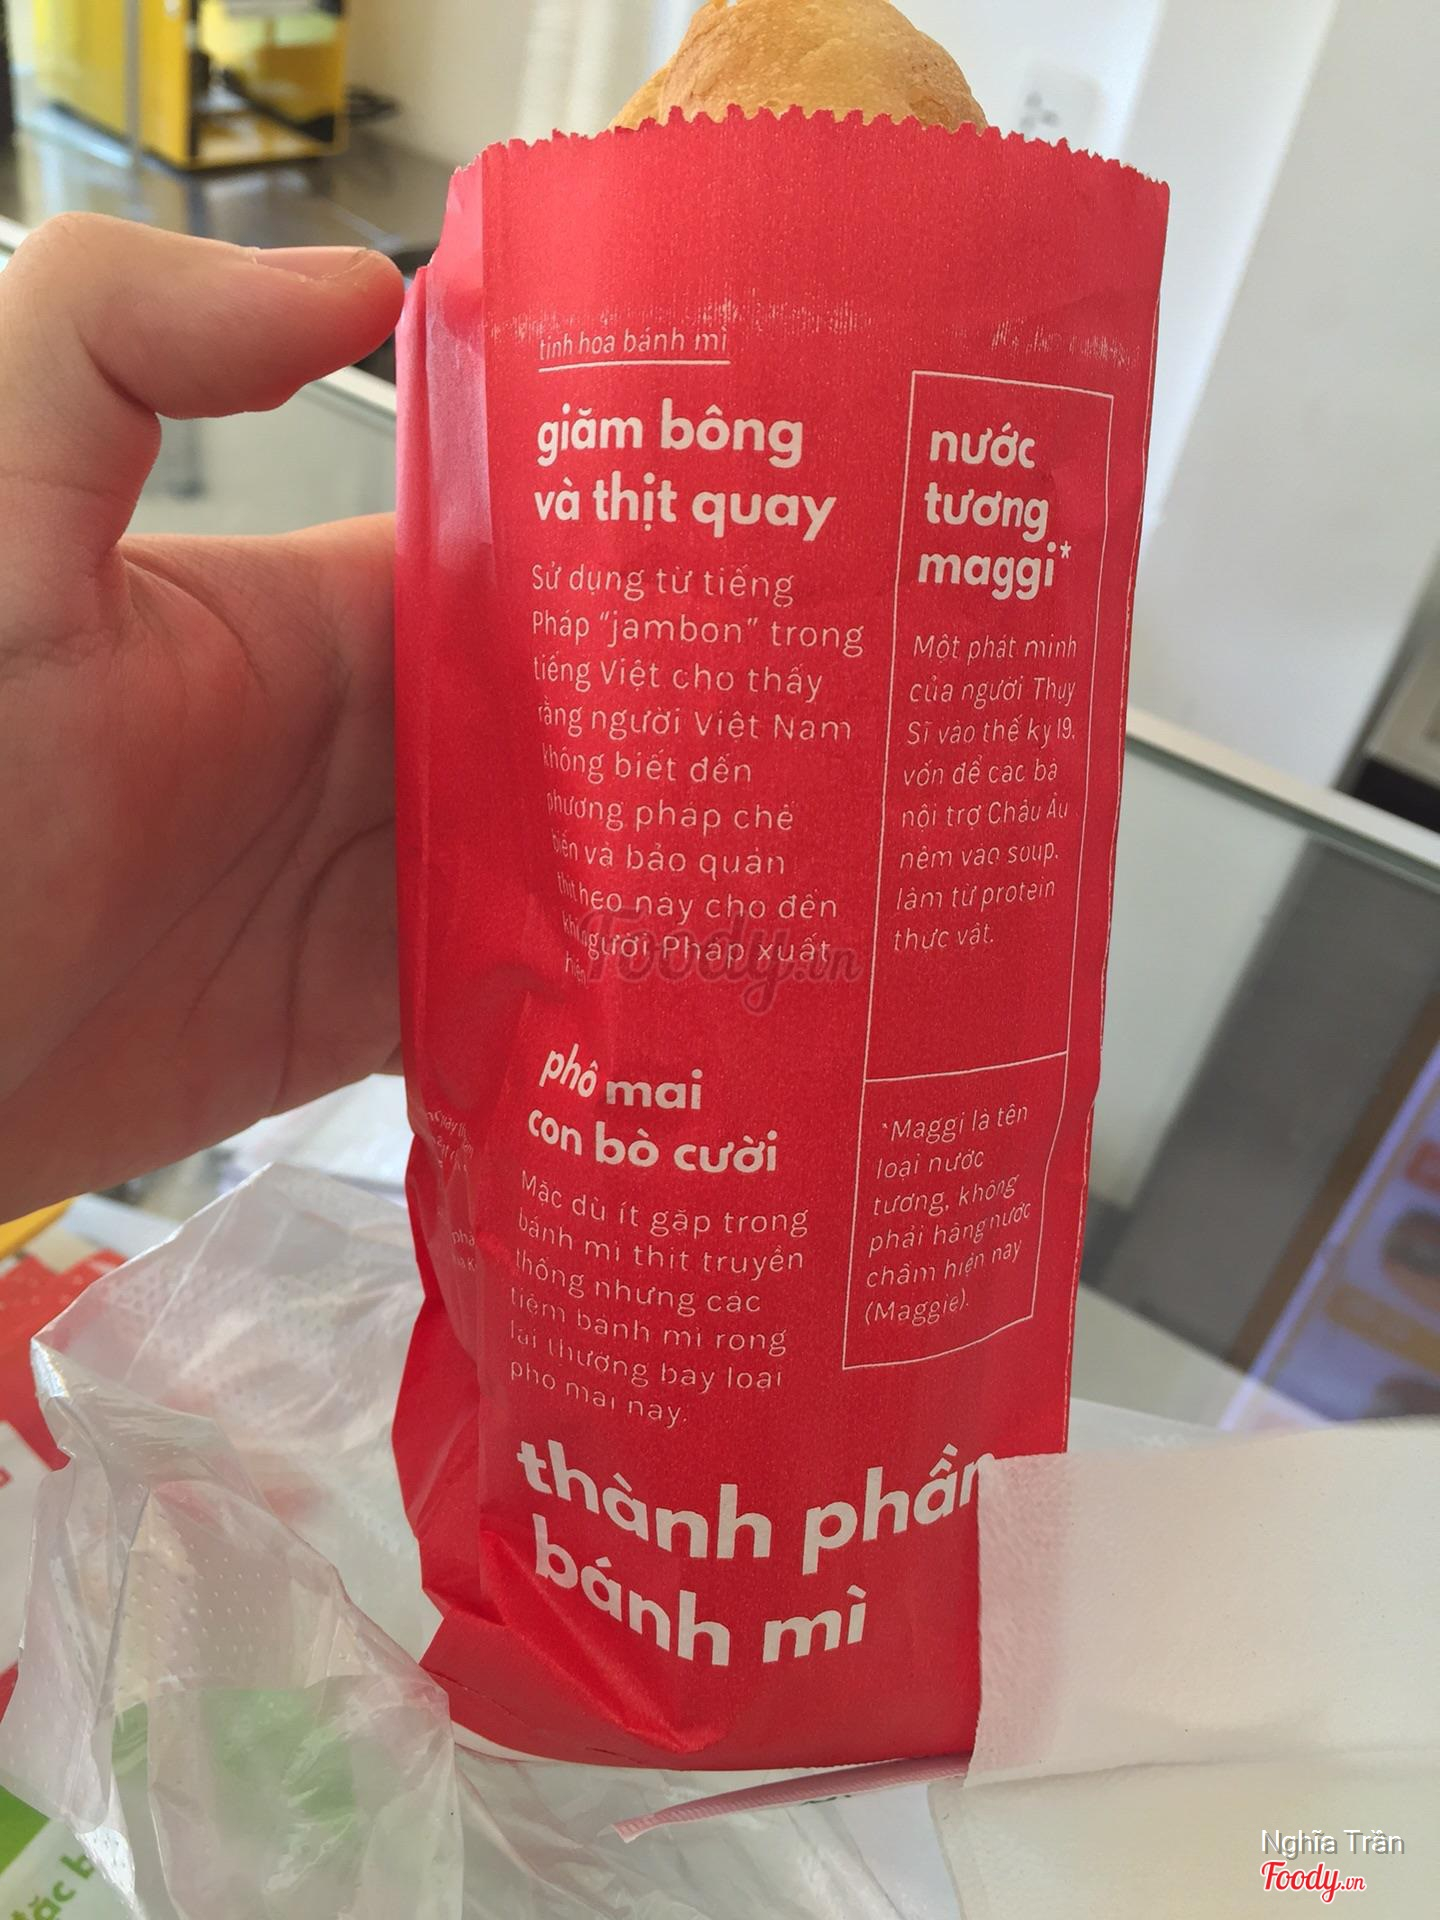 tinh hoa bánh mì
giăm bông
và thịt quay
Sử dụng từ tiếng
Pháp "jambon" trong
tiếng Việt cho thấy
rằng người Việt Nam
không biết đến
phương pháp chế
biến và bảo quản
thịt heo này cho đến
khi người Pháp xuất
hiện
phô mai
con bò cười
Mặc dù ít gặp trong
bánh mì thịt truyền
thống nhưng các
tiệm bánh mì rong
lại thường bày loại
phô mai này.
nước
tương
maggi*
Một phát minh
của người Thụy
Sĩ vào thế kỷ 19,
vốn để các bà
nội trợ Châu Âu
nêm vào soup,
làm từ protein
thực vật.
*Maggi là tên
loại nước
tương, không
phải hãng nước
chấm hiện nay
(Maggie).
thành phần
bánh mì
Foody.vn
Nghĩa Trần
Foody.vn